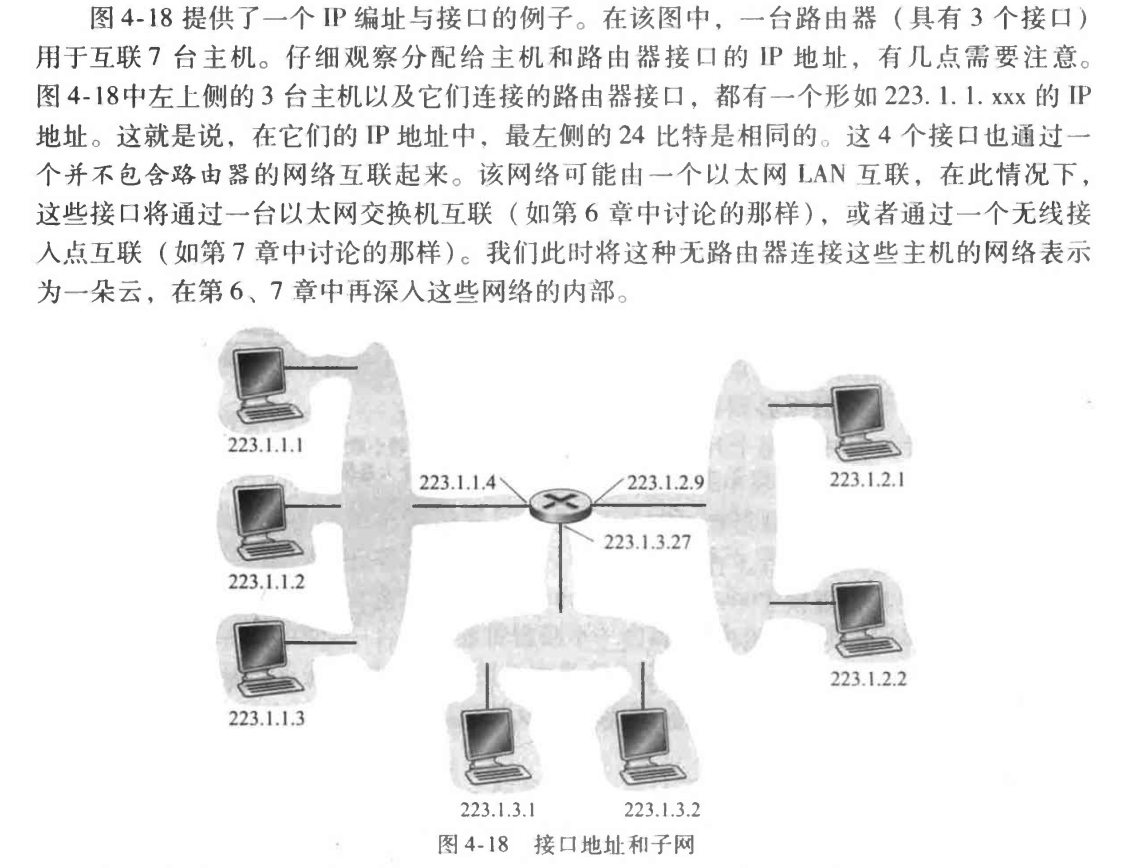 图 4-18 提供了一个 IP 编址与接口的例子。在该图中，一台路由器（具有 3 个接口）
用于互联 7 台主机。仔细观察分配给主机和路由器接口的 IP 地址，有几点需要注意。
图 4-18中左上侧的 3 台主机以及它们连接的路由器接口，都有一个形如 223. 1. 1. xxx 的 IP
地址。这就是说，在它们的 IP 地址中，最左侧的 24 比特是相同的。这 4 个接口也通过一
个并不包含路由器的网络互联起来。该网络可能由一个以太网 LAN 互联，在此情况下，
这些接口将通过一台以太网交换机互联（如第 6 章中讨论的那样），或者通过一个无线接
入点互联（如第 7 章中讨论的那样）。我们此时将这种无路由器连接这些主机的网络表示
为一朵云，在第 6、7 章中再深入这些网络的内部。
223.1.1.1
223.1.1.4
223.1.2.9
223.1.2.1
223.1.3.27
223.1.1.2
223.1.2.2
223.1.1.3
223.1.3.1
223.1.3.2
图 4-18 接口地址和子网